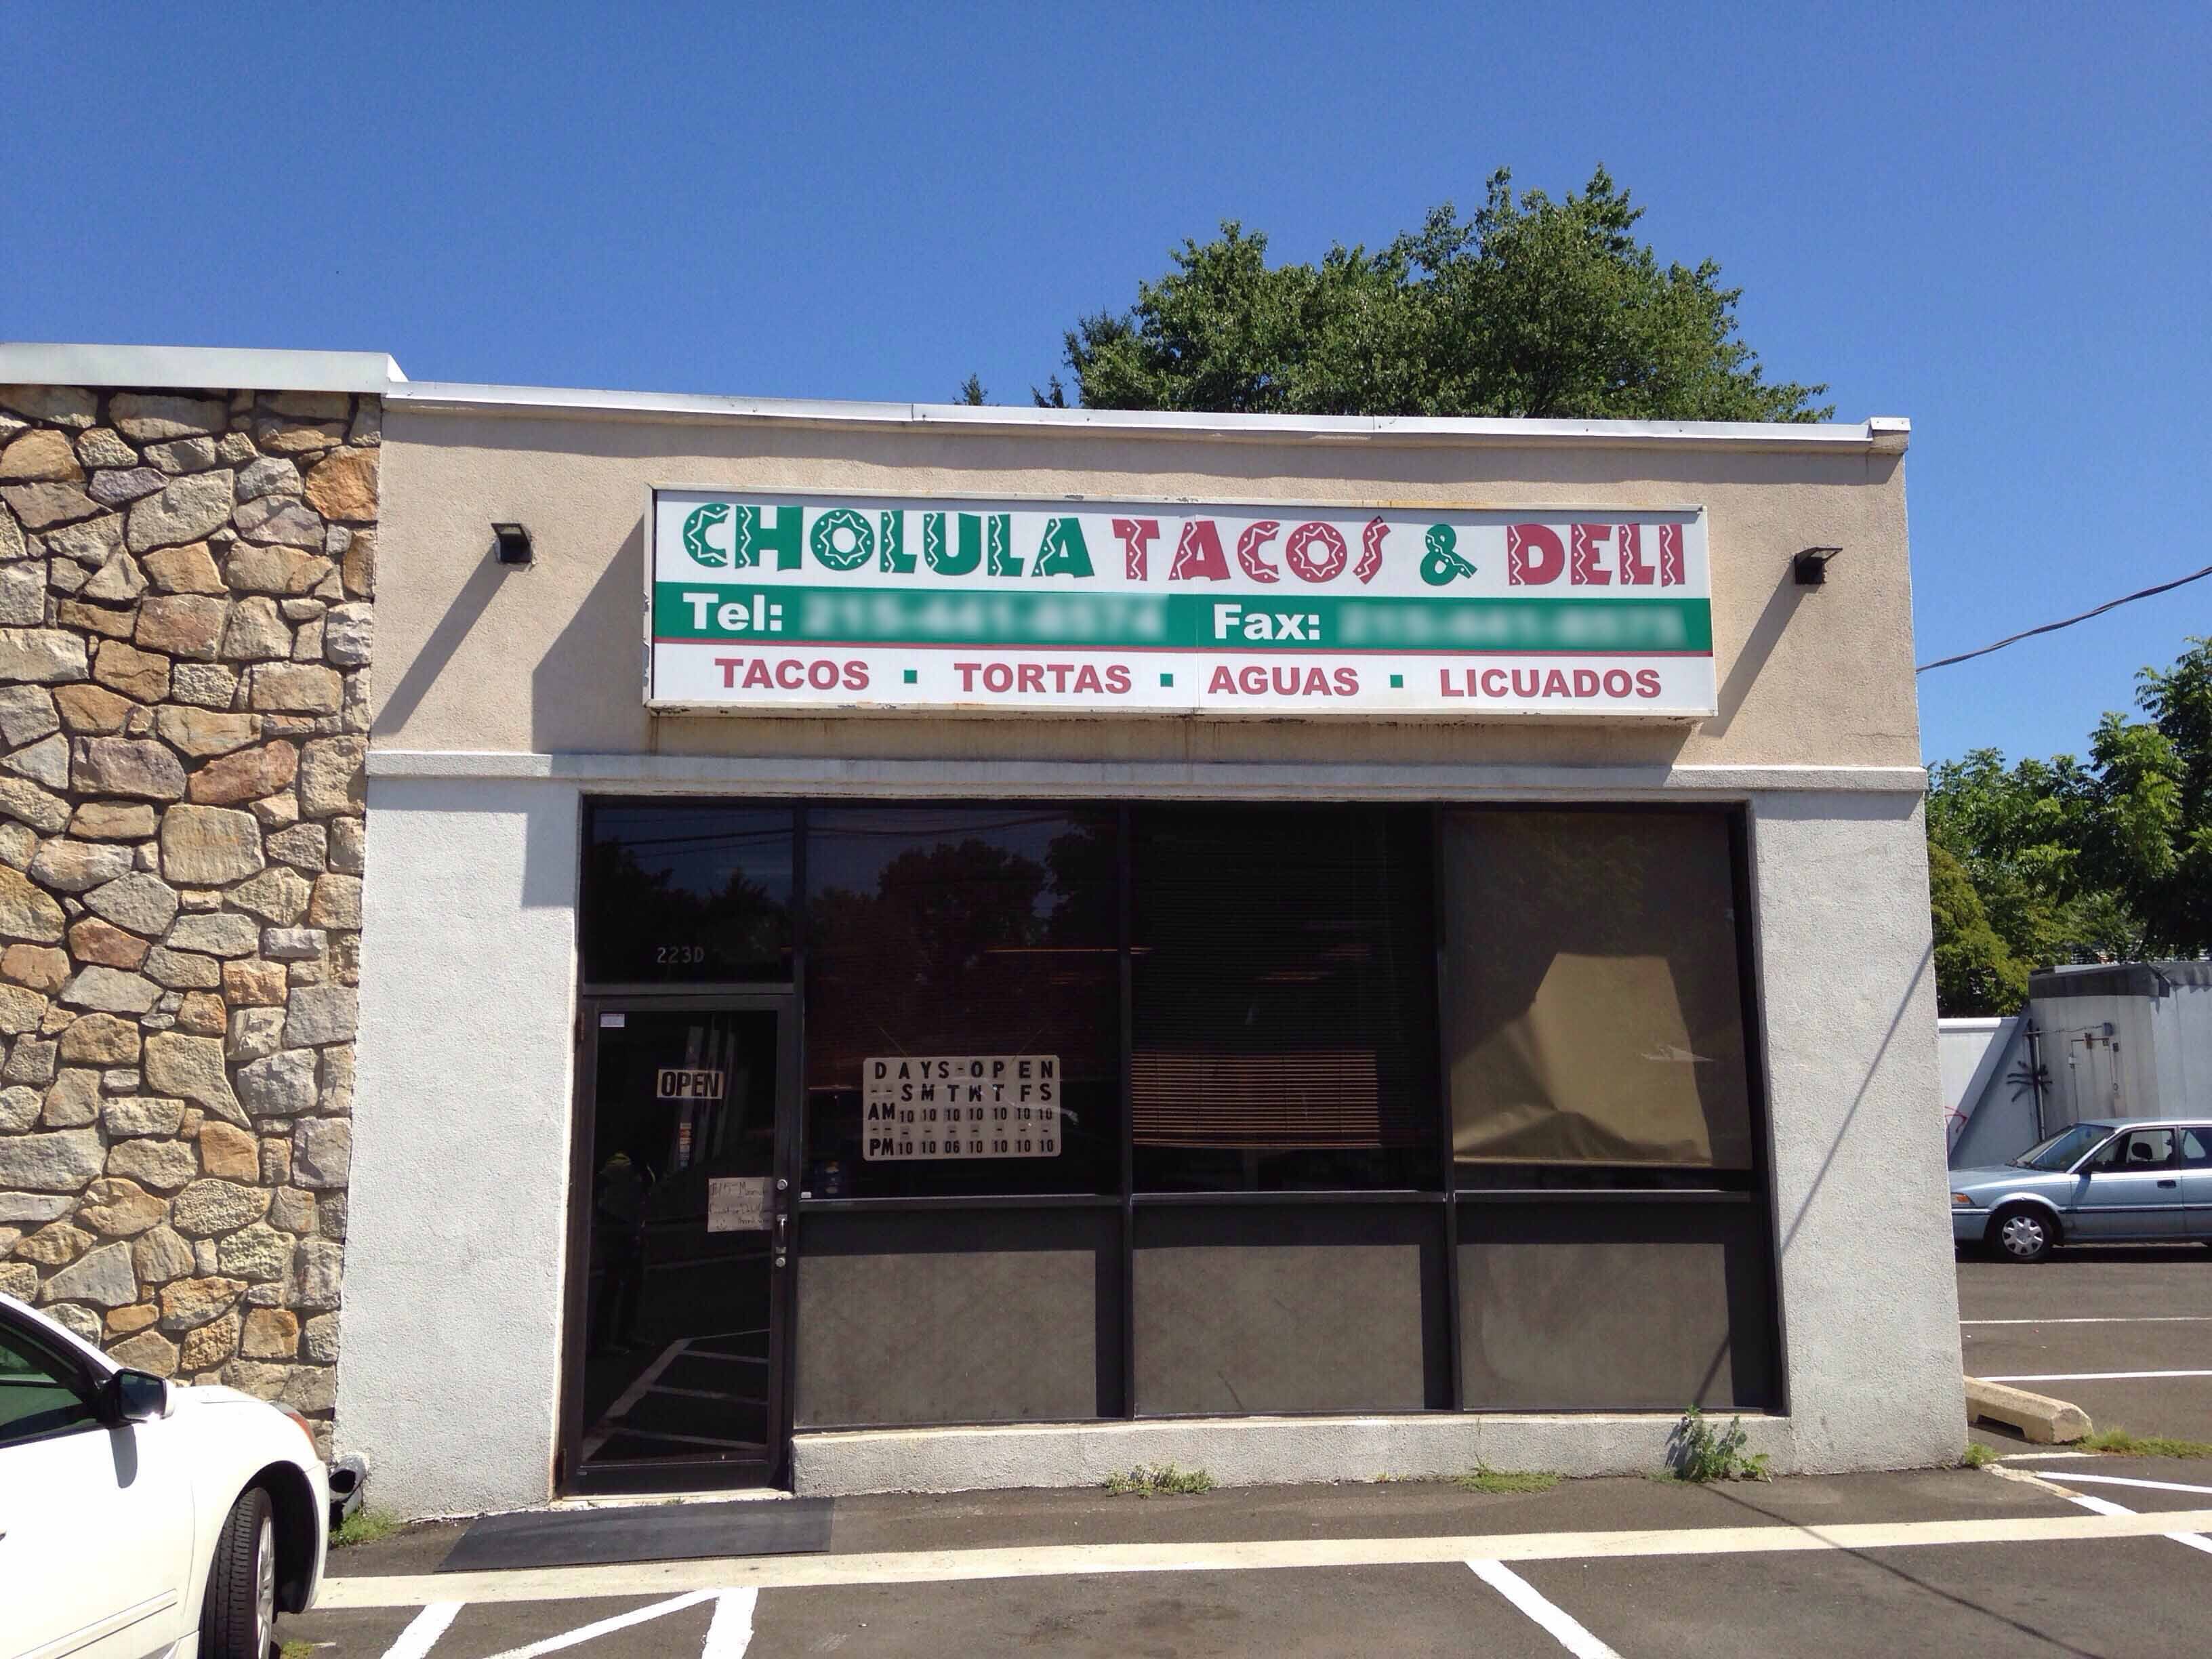 CHOLULA TACOS & DELI
Tel: Fax:
TACOS ▪ TORTAS ▪ AGUAS ▪ LICUADOS
223D
OPEN
DAYS-OPEN
-- S M T W T F S
AM 10 10 10 10 10 10 10
-- - - - - - - -
PM 10 10 06 10 10 10 10